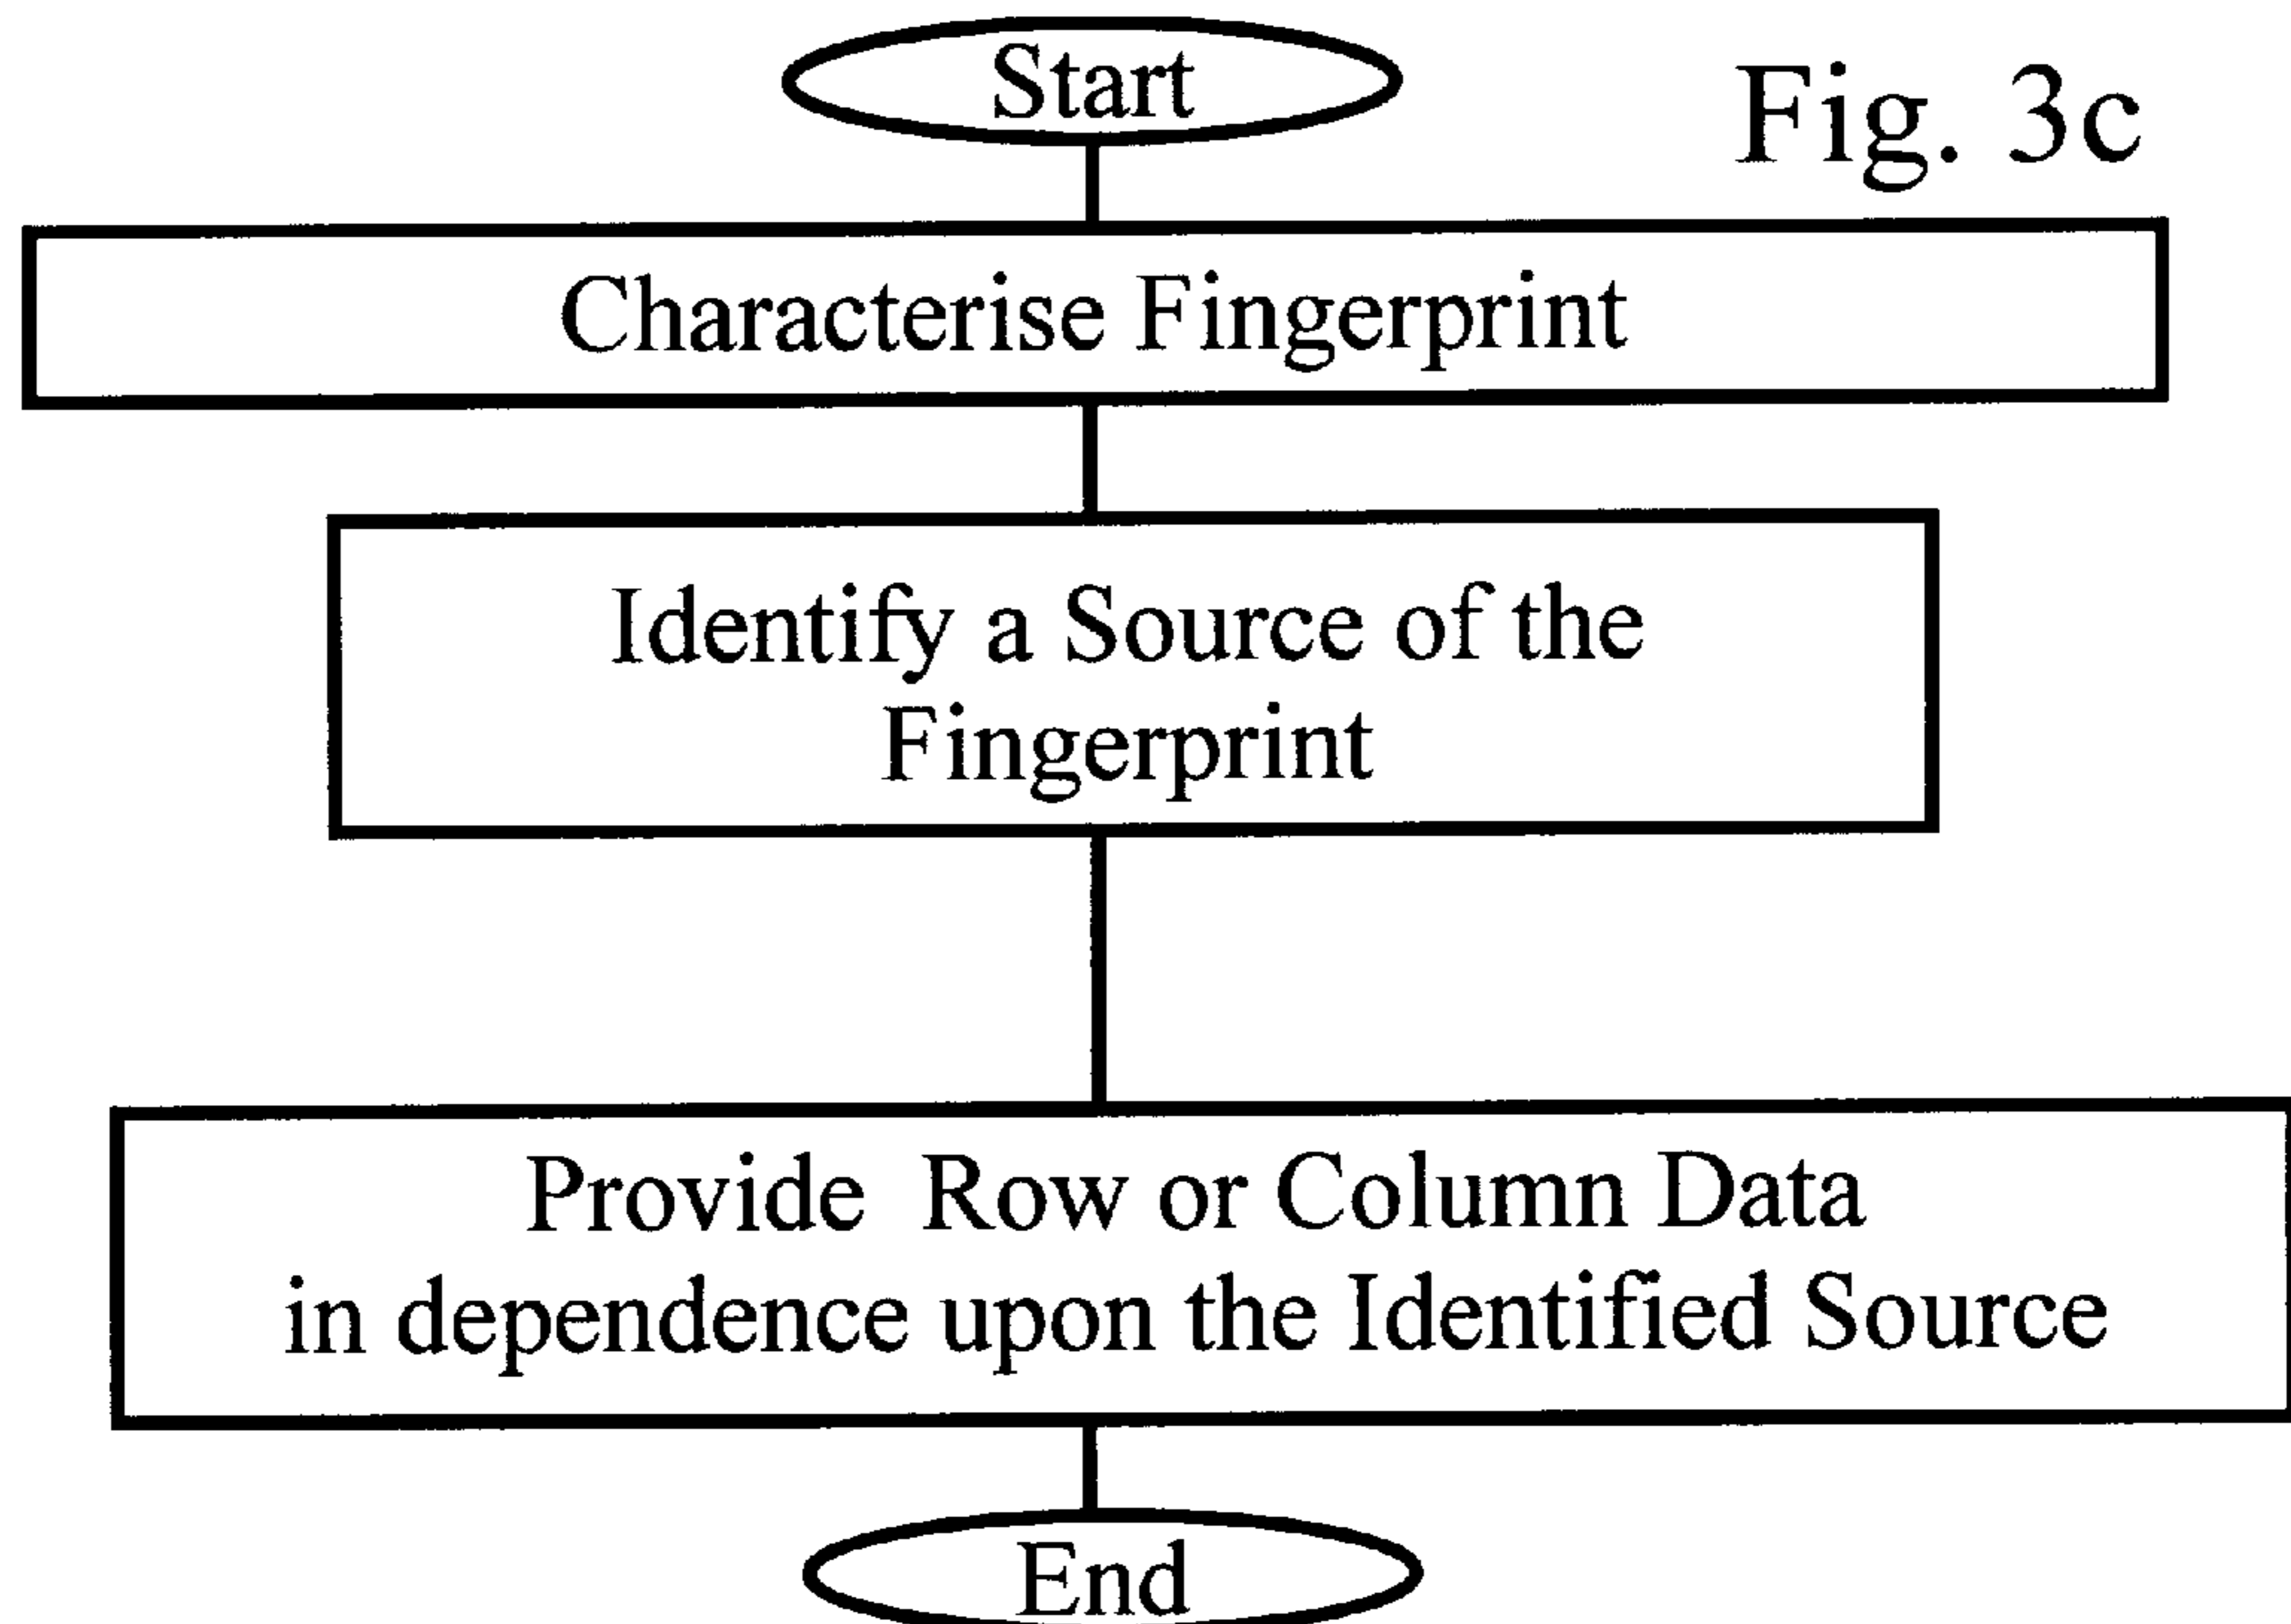 Start
Fig. 3c
Characterise Fingerprint
Identify a Source of the
Fingerprint
Provide Row or Column Data
in dependence upon the Identified Source
End